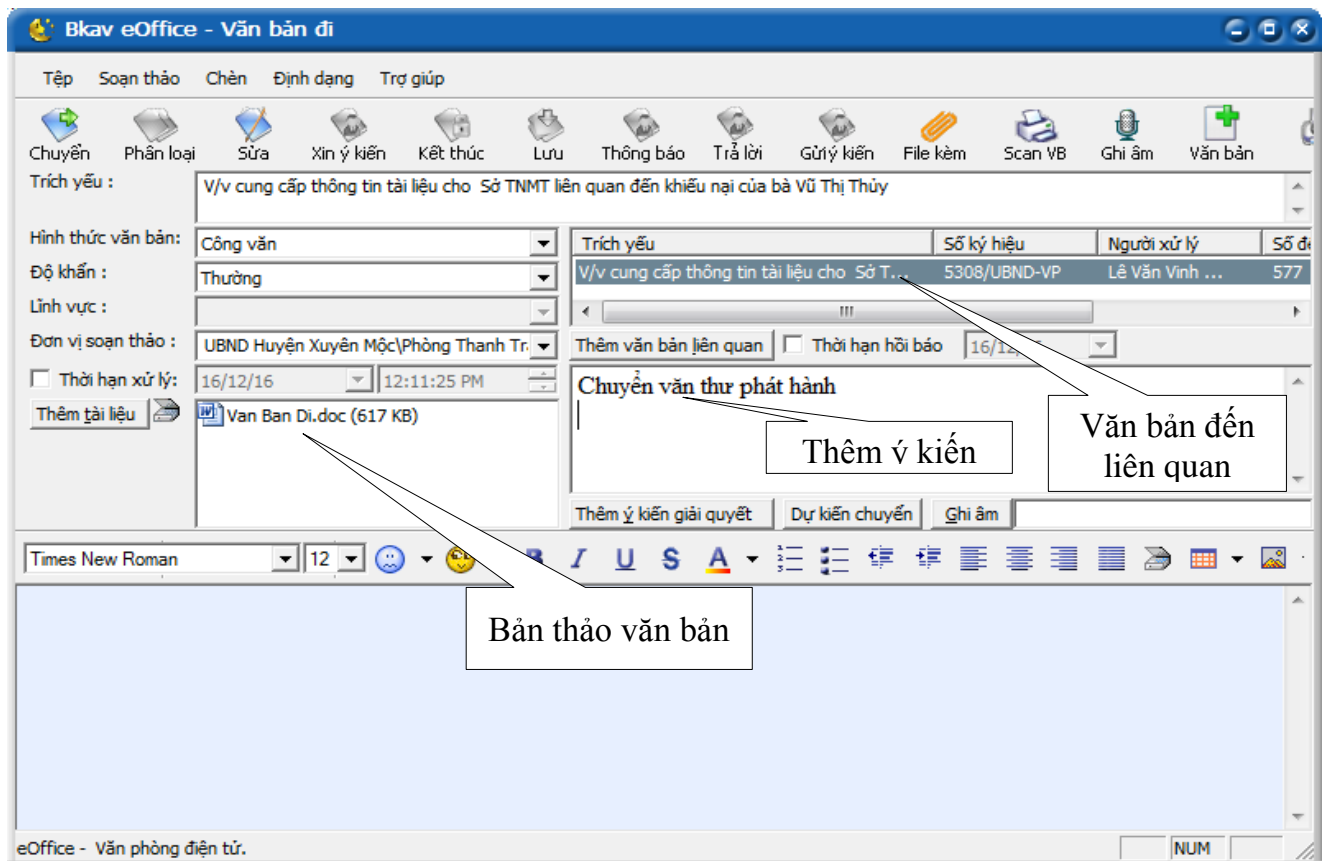 Bkav eOffice - Văn bản đi
Tệp Soạn thảo Chèn Định dạng Trợ giúp
Chuyển Phân loại Sửa Xin ý kiến Kết thúc Lưu Thông báo Trả lời Gửi ý kiến File kèm Scan VB Ghi âm Văn bản
Trích yếu : V/v cung cấp thông tin tài liệu cho Sở TNMT liên quan đến khiếu nại của bà Vũ Thị Thủy
Hình thức văn bản: Công văn
Độ khẩn : Thường
Lĩnh vực :
Đơn vị soạn thảo : UBND Huyện Xuyên Mộc\Phòng Thanh Tr
Thời hạn xử lý: 16/12/16 12:11:25 PM
Thêm tài liệu Van Ban Di.doc (617 KB)
Trích yếu Số ký hiệu Người xử lý Số đ
V/v cung cấp thông tin tài liệu cho Sở T... 5308/UBND-VP Lê Văn Vinh ... 577
Thêm văn bản liên quan Thời hạn hồi báo 16/12
Chuyển văn thư phát hành
Thêm ý kiến
Văn bản đến
liên quan
Thêm ý kiến giải quyết Dự kiến chuyển Ghi âm
Times New Roman 12 B I U S A
Bản thảo văn bản
eOffice - Văn phòng điện tử. NUM